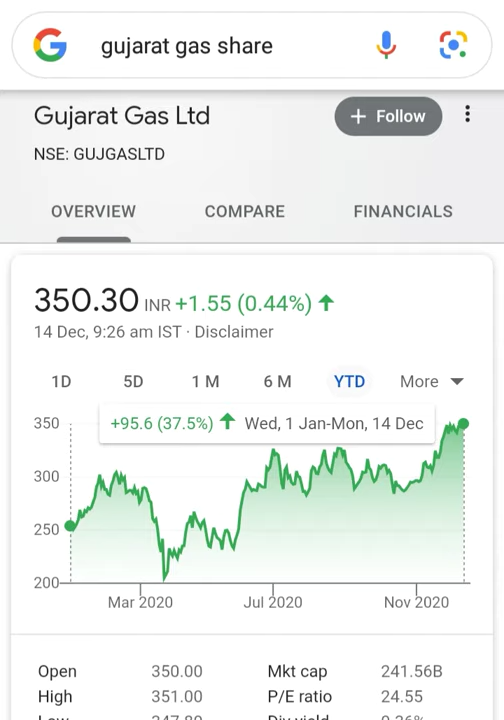 gujarat gas share
Gujarat Gas Ltd
+ Follow
NSE: GUJGASLTD
OVERVIEW COMPARE FINANCIALS
350.30 INR +1.55 (0.44%) ↑
14 Dec, 9:26 am IST · Disclaimer
1D 5D 1 M 6 M YTD More
+95.6 (37.5%) ↑ Wed, 1 Jan-Mon, 14 Dec
350
300
250
200
Mar 2020 Jul 2020 Nov 2020
Open 350.00 Mkt cap 241.56B
High 351.00 P/E ratio 24.55